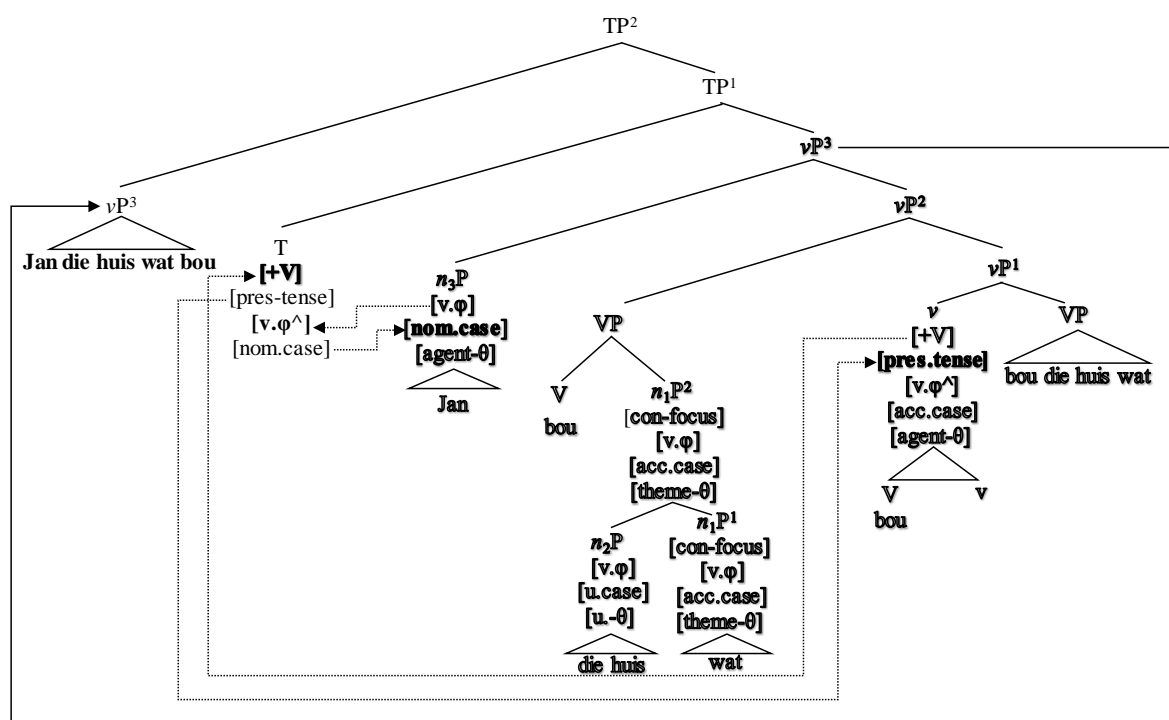 TP²
TP¹
vP³
vP³
Jan die huis wat bou
vP²
T
[+V]
[pres-tense]
[v.φ^]
[nom.case]
n₃P
[v.φ]
[nom.case]
[agent-θ]
Jan
VP
V
bou
n₁P²
[con-focus]
[v.φ]
[acc.case]
[theme-θ]
n₂P
[v.φ]
[u.case]
[u.-θ]
die huis
n₁P¹
[con-focus]
[v.φ]
[acc.case]
[theme-θ]
wat
vP¹
v
[+V]
[pres.tense]
[v.φ^]
[acc.case]
[agent-θ]
V
bou
v
VP
bou die huis wat